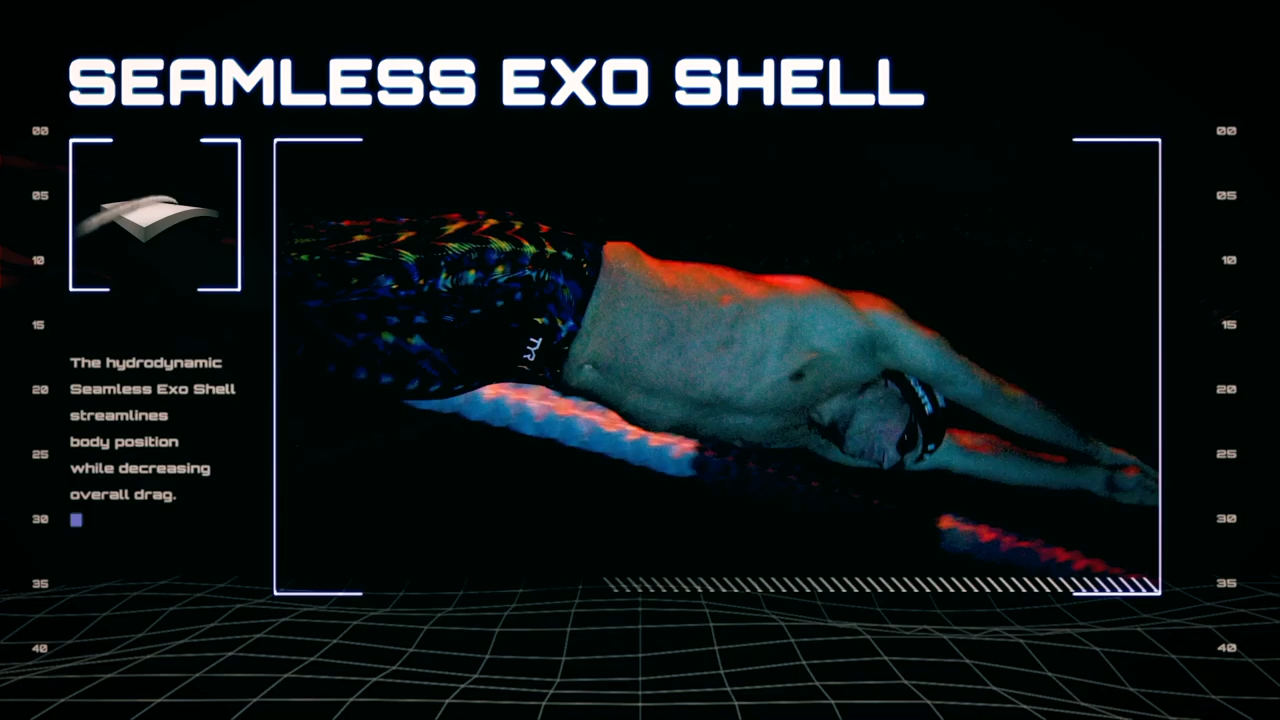 SEAMLESS EXO SHELL
00
05
10
15
20
25
30
35
40
The hydrodynamic
Seamless Exo Shell
streamlines
body position
while decreasing
overall drag.
TYR
00
05
10
15
20
25
30
35
40